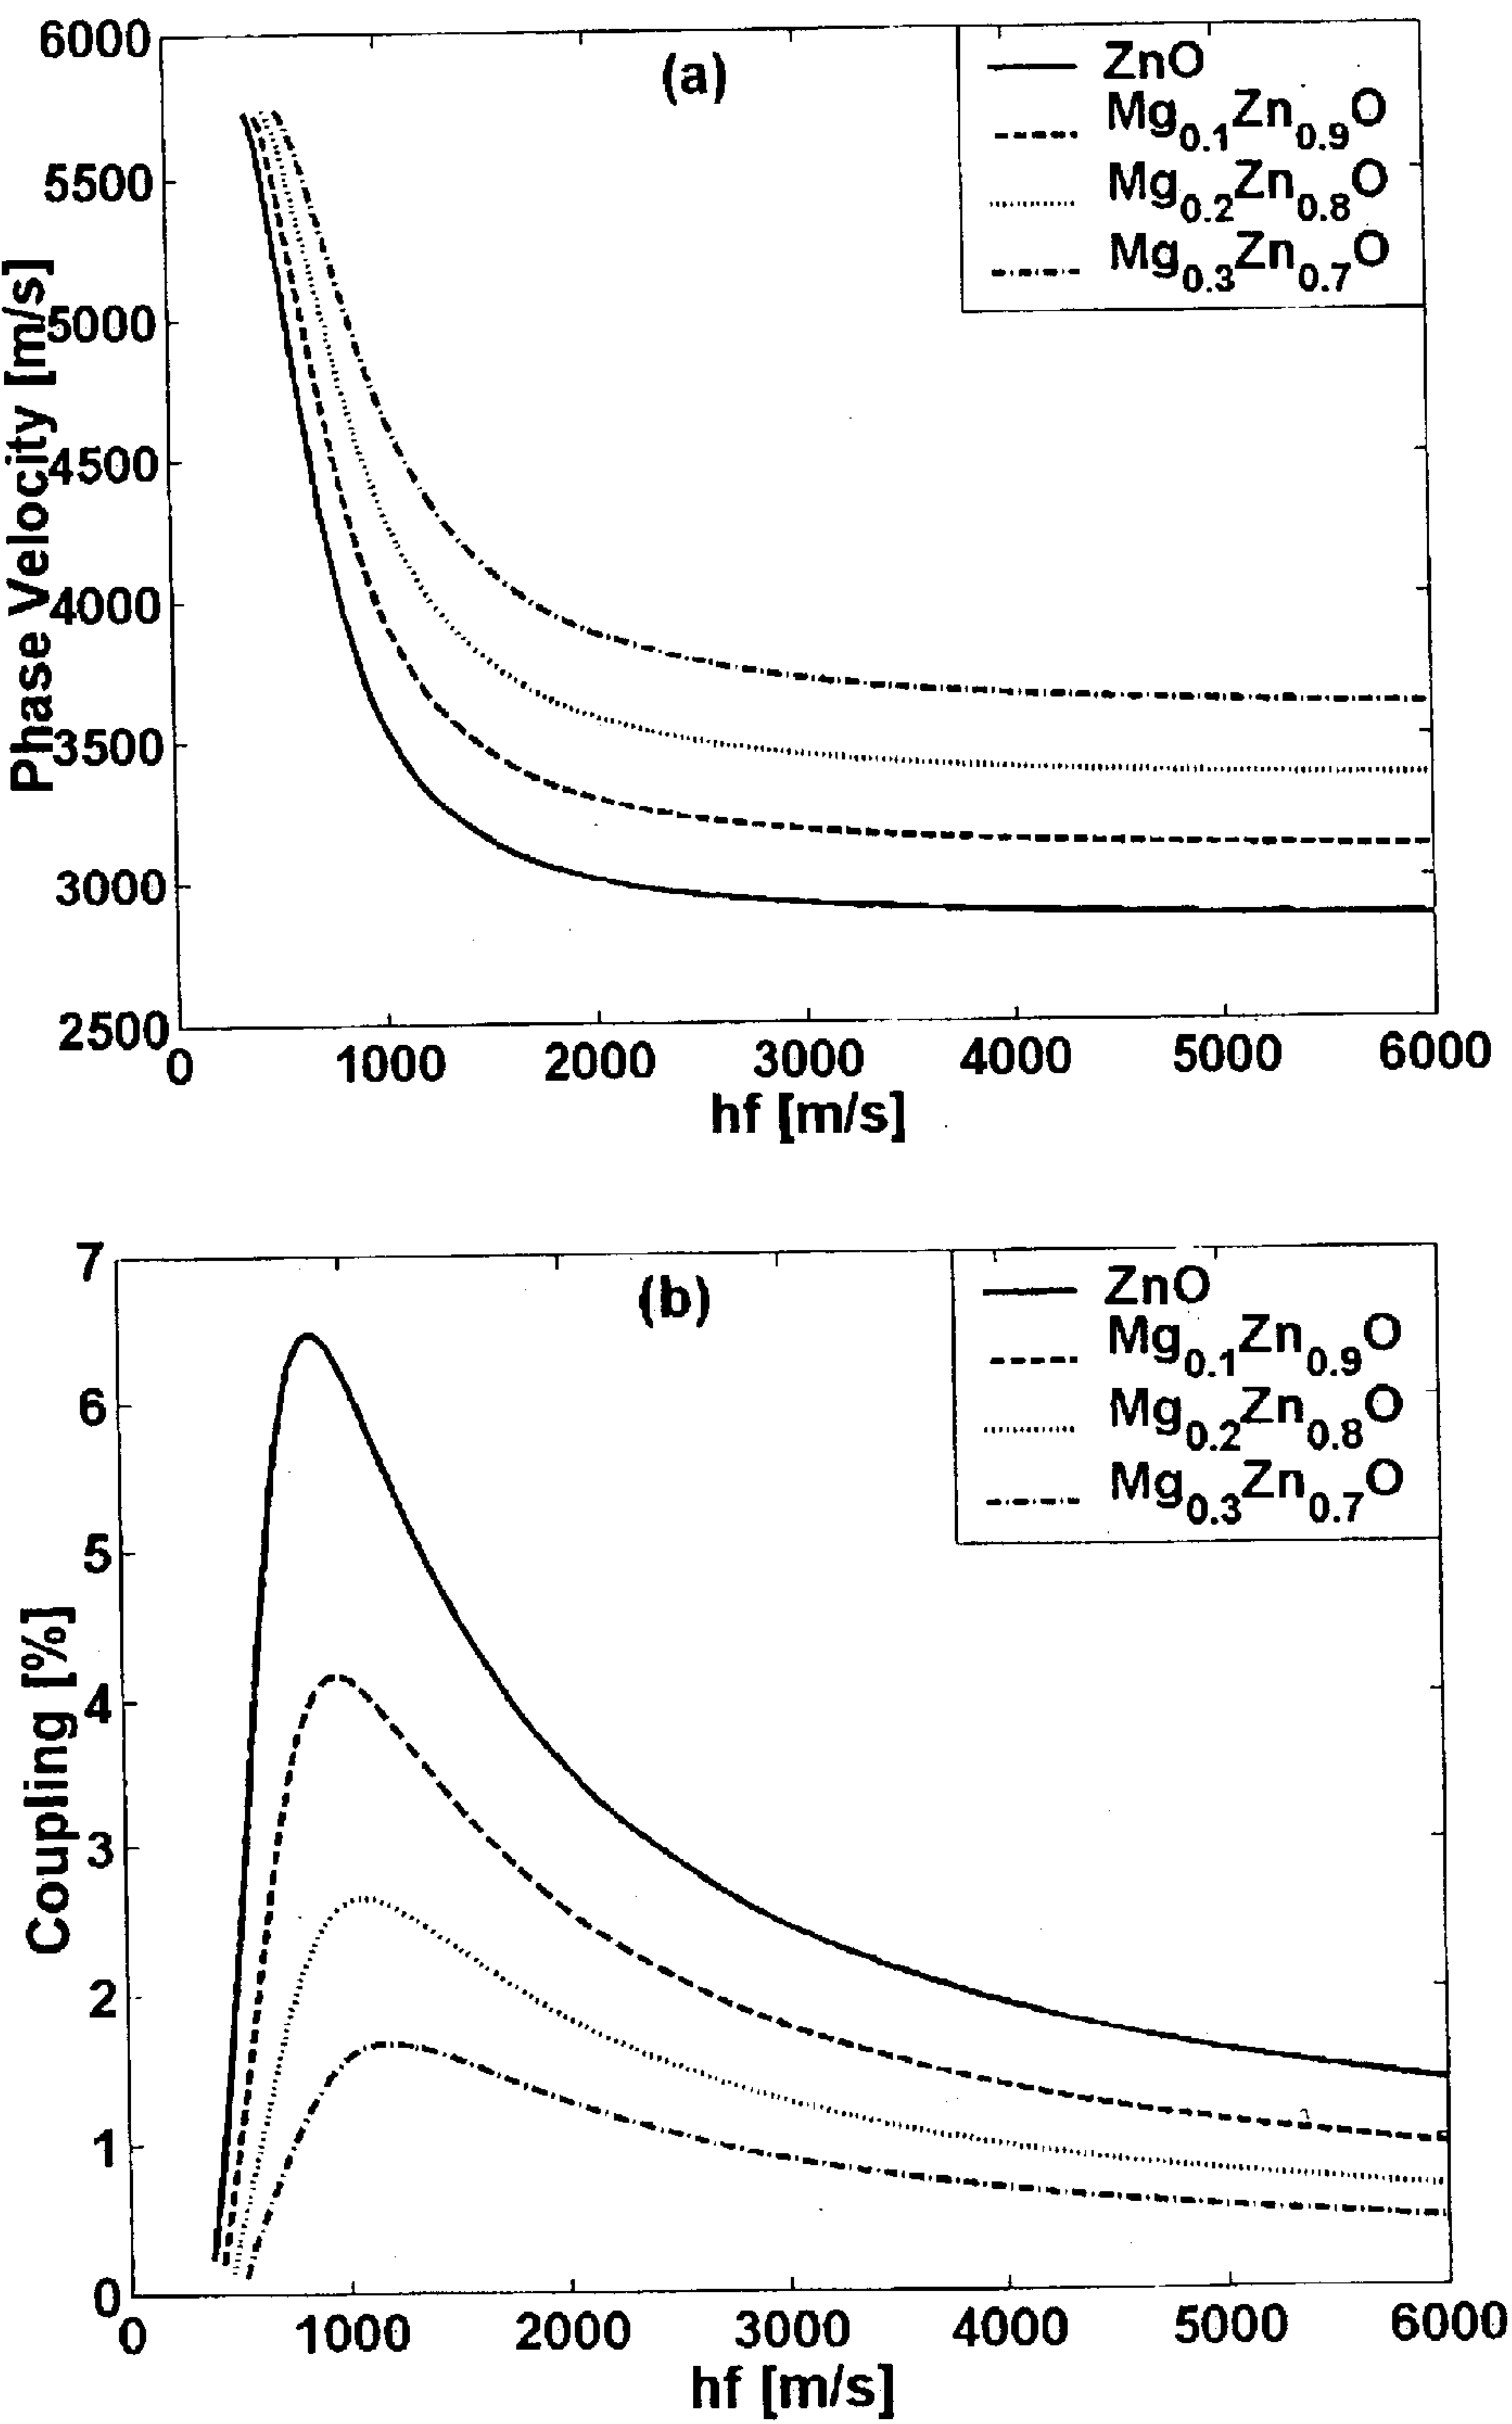 (a)
ZnO
Mg0.1Zn0.9O
Mg0.2Zn0.8O
Mg0.3Zn0.7O
6000
5500
5000
4500
4000
3500
3000
2500
Phase Velocity [m/s]
0 1000 2000 3000 4000 5000 6000
hf [m/s]
(b)
ZnO
Mg0.1Zn0.9O
Mg0.2Zn0.8O
Mg0.3Zn0.7O
7
6
5
4
3
2
1
0
Coupling [%]
0 1000 2000 3000 4000 5000 6000
hf [m/s]